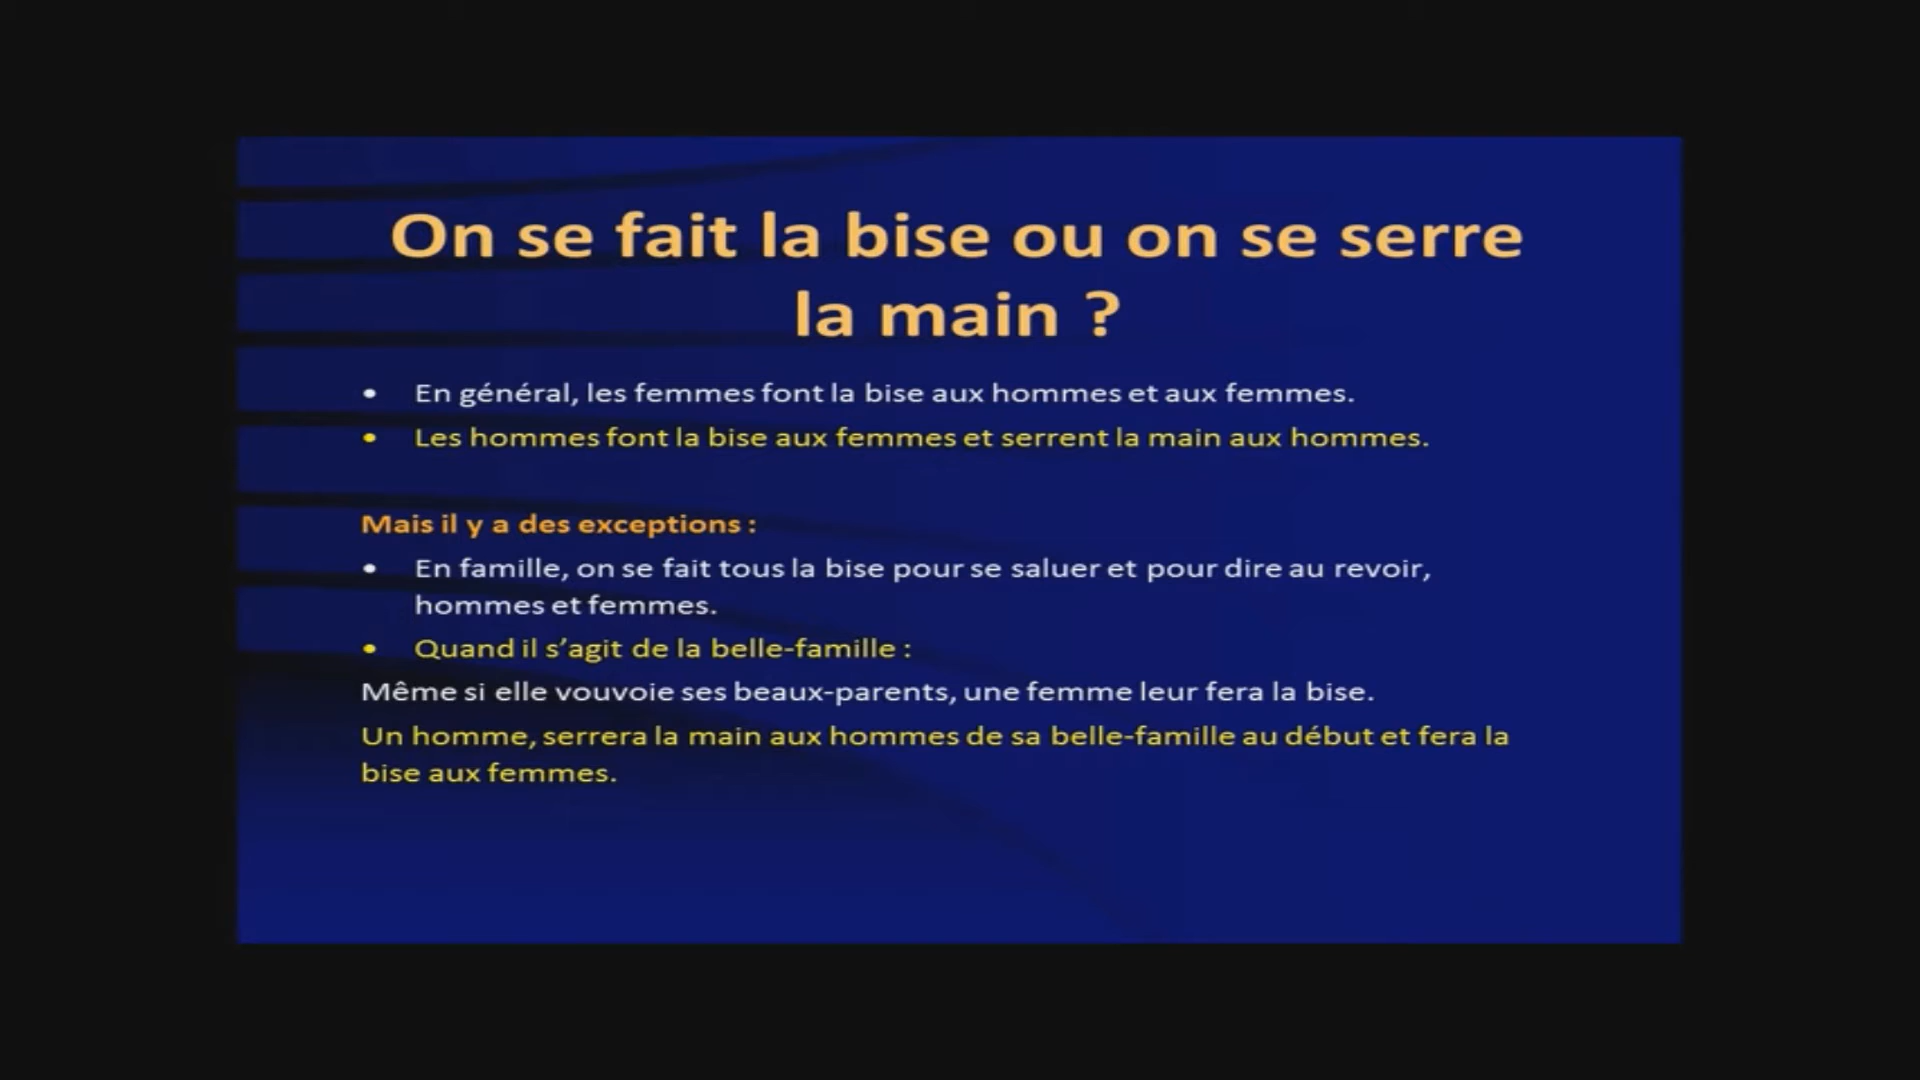 On se fait la bise ou on se serre
la main ?
• En général, les femmes font la bise aux hommes et aux femmes.
• Les hommes font la bise aux femmes et serrent la main aux hommes.
Mais il y a des exceptions :
• En famille, on se fait tous la bise pour se saluer et pour dire au revoir,
hommes et femmes.
• Quand il s’agit de la belle-famille :
Même si elle vouvoie ses beaux-parents, une femme leur fera la bise.
Un homme, serrera la main aux hommes de sa belle-famille au début et fera la
bise aux femmes.